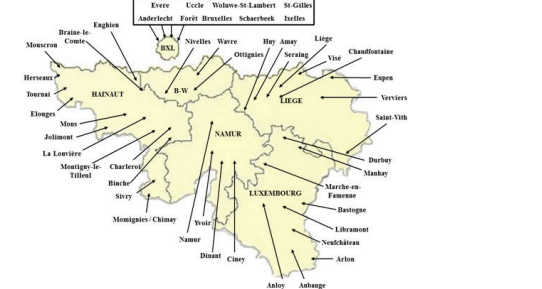 Evere Uccle Woluwe-St-Lambert St-Gilles
Anderlecht Forêt Bruxelles Schaerbeek Ixelles
Enghien
Braine-le-Comte
Mouscron
BXL
Nivelles
Wavre
Ottignies
Huy
Amay
Liège
Seraing
Visé
Chaudfontaine
Herseaux
Eupen
Tournai
HAINAUT
B-W
LIEGE
Verviers
Elouges
Saint-Vith
Mons
Jolimont
NAMUR
La Louvière
Durbuy
Montigny-le-Tilleul
Charleroi
Manhay
Binche
Marche-en-Famenne
Sivry
LUXEMBOURG
Bastogne
Momignies / Chimay
Yvoir
Libramont
Namur
Neufchâteau
Dinant
Ciney
Arlon
Anloy
Aubange